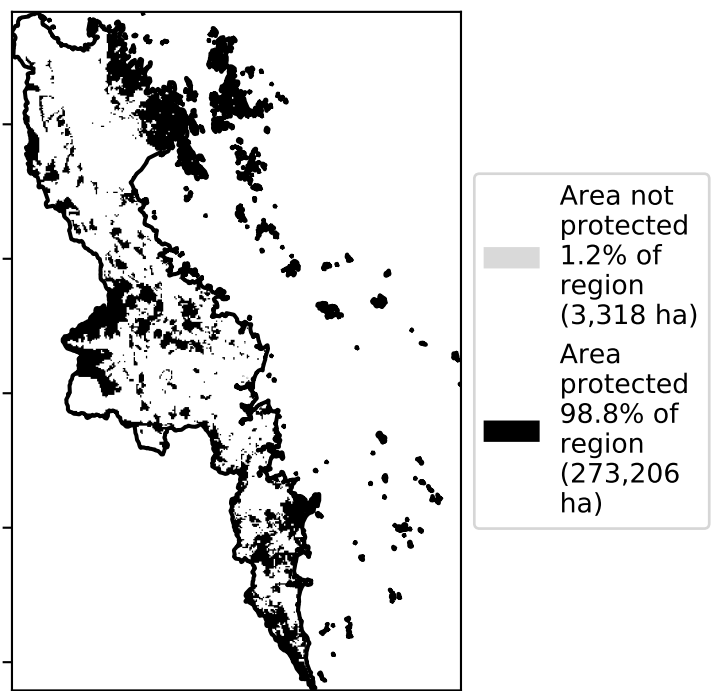 Area not
protected
1.2% of
region
(3,318 ha)
Area
protected
98.8% of
region
(273,206
ha)